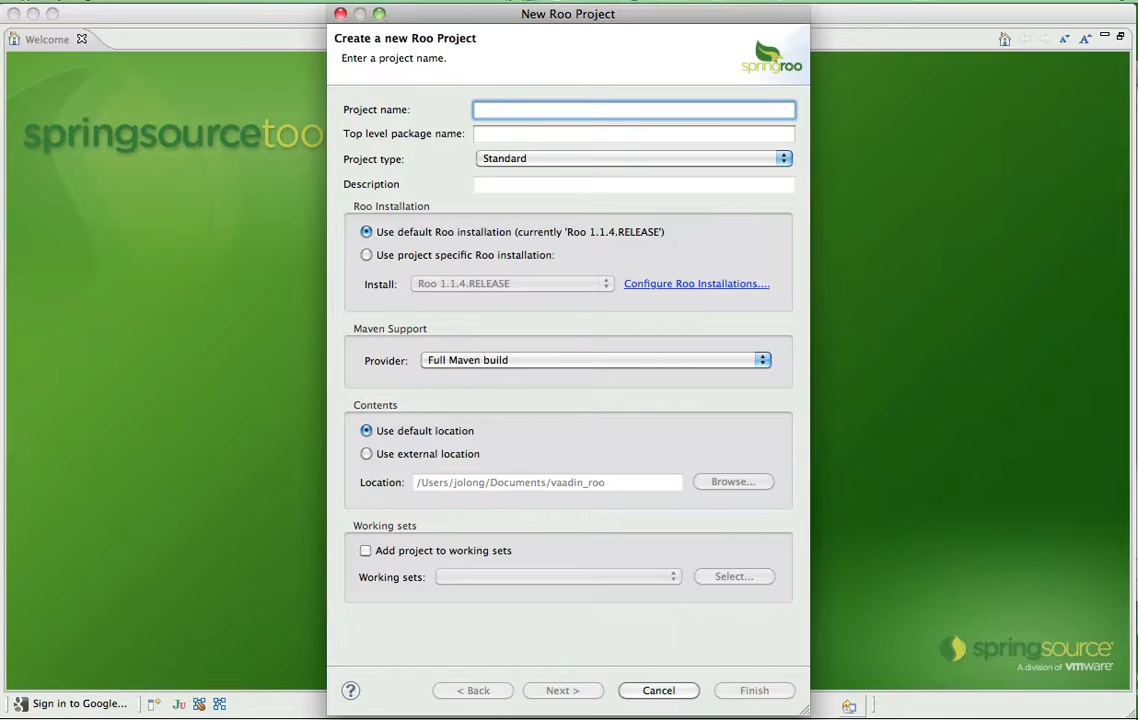 New Roo Project
Welcome
Create a new Roo Project
Enter a project name.
springroo
springsourcetoo
Project name:
Top level package name:
Project type: Standard
Description
Roo Installation
Use default Roo installation (currently 'Roo 1.1.4.RELEASE')
Use project specific Roo installation:
Install: Roo 1.1.4.RELEASE Configure Roo Installations....
Maven Support
Provider: Full Maven build
Contents
Use default location
Use external location
Location: /Users/jolong/Documents/vaadin_roo Browse...
Working sets
Add project to working sets
Working sets: Select...
springsource
A division of vmware
? < Back Next > Cancel Finish
Sign in to Google... Ju